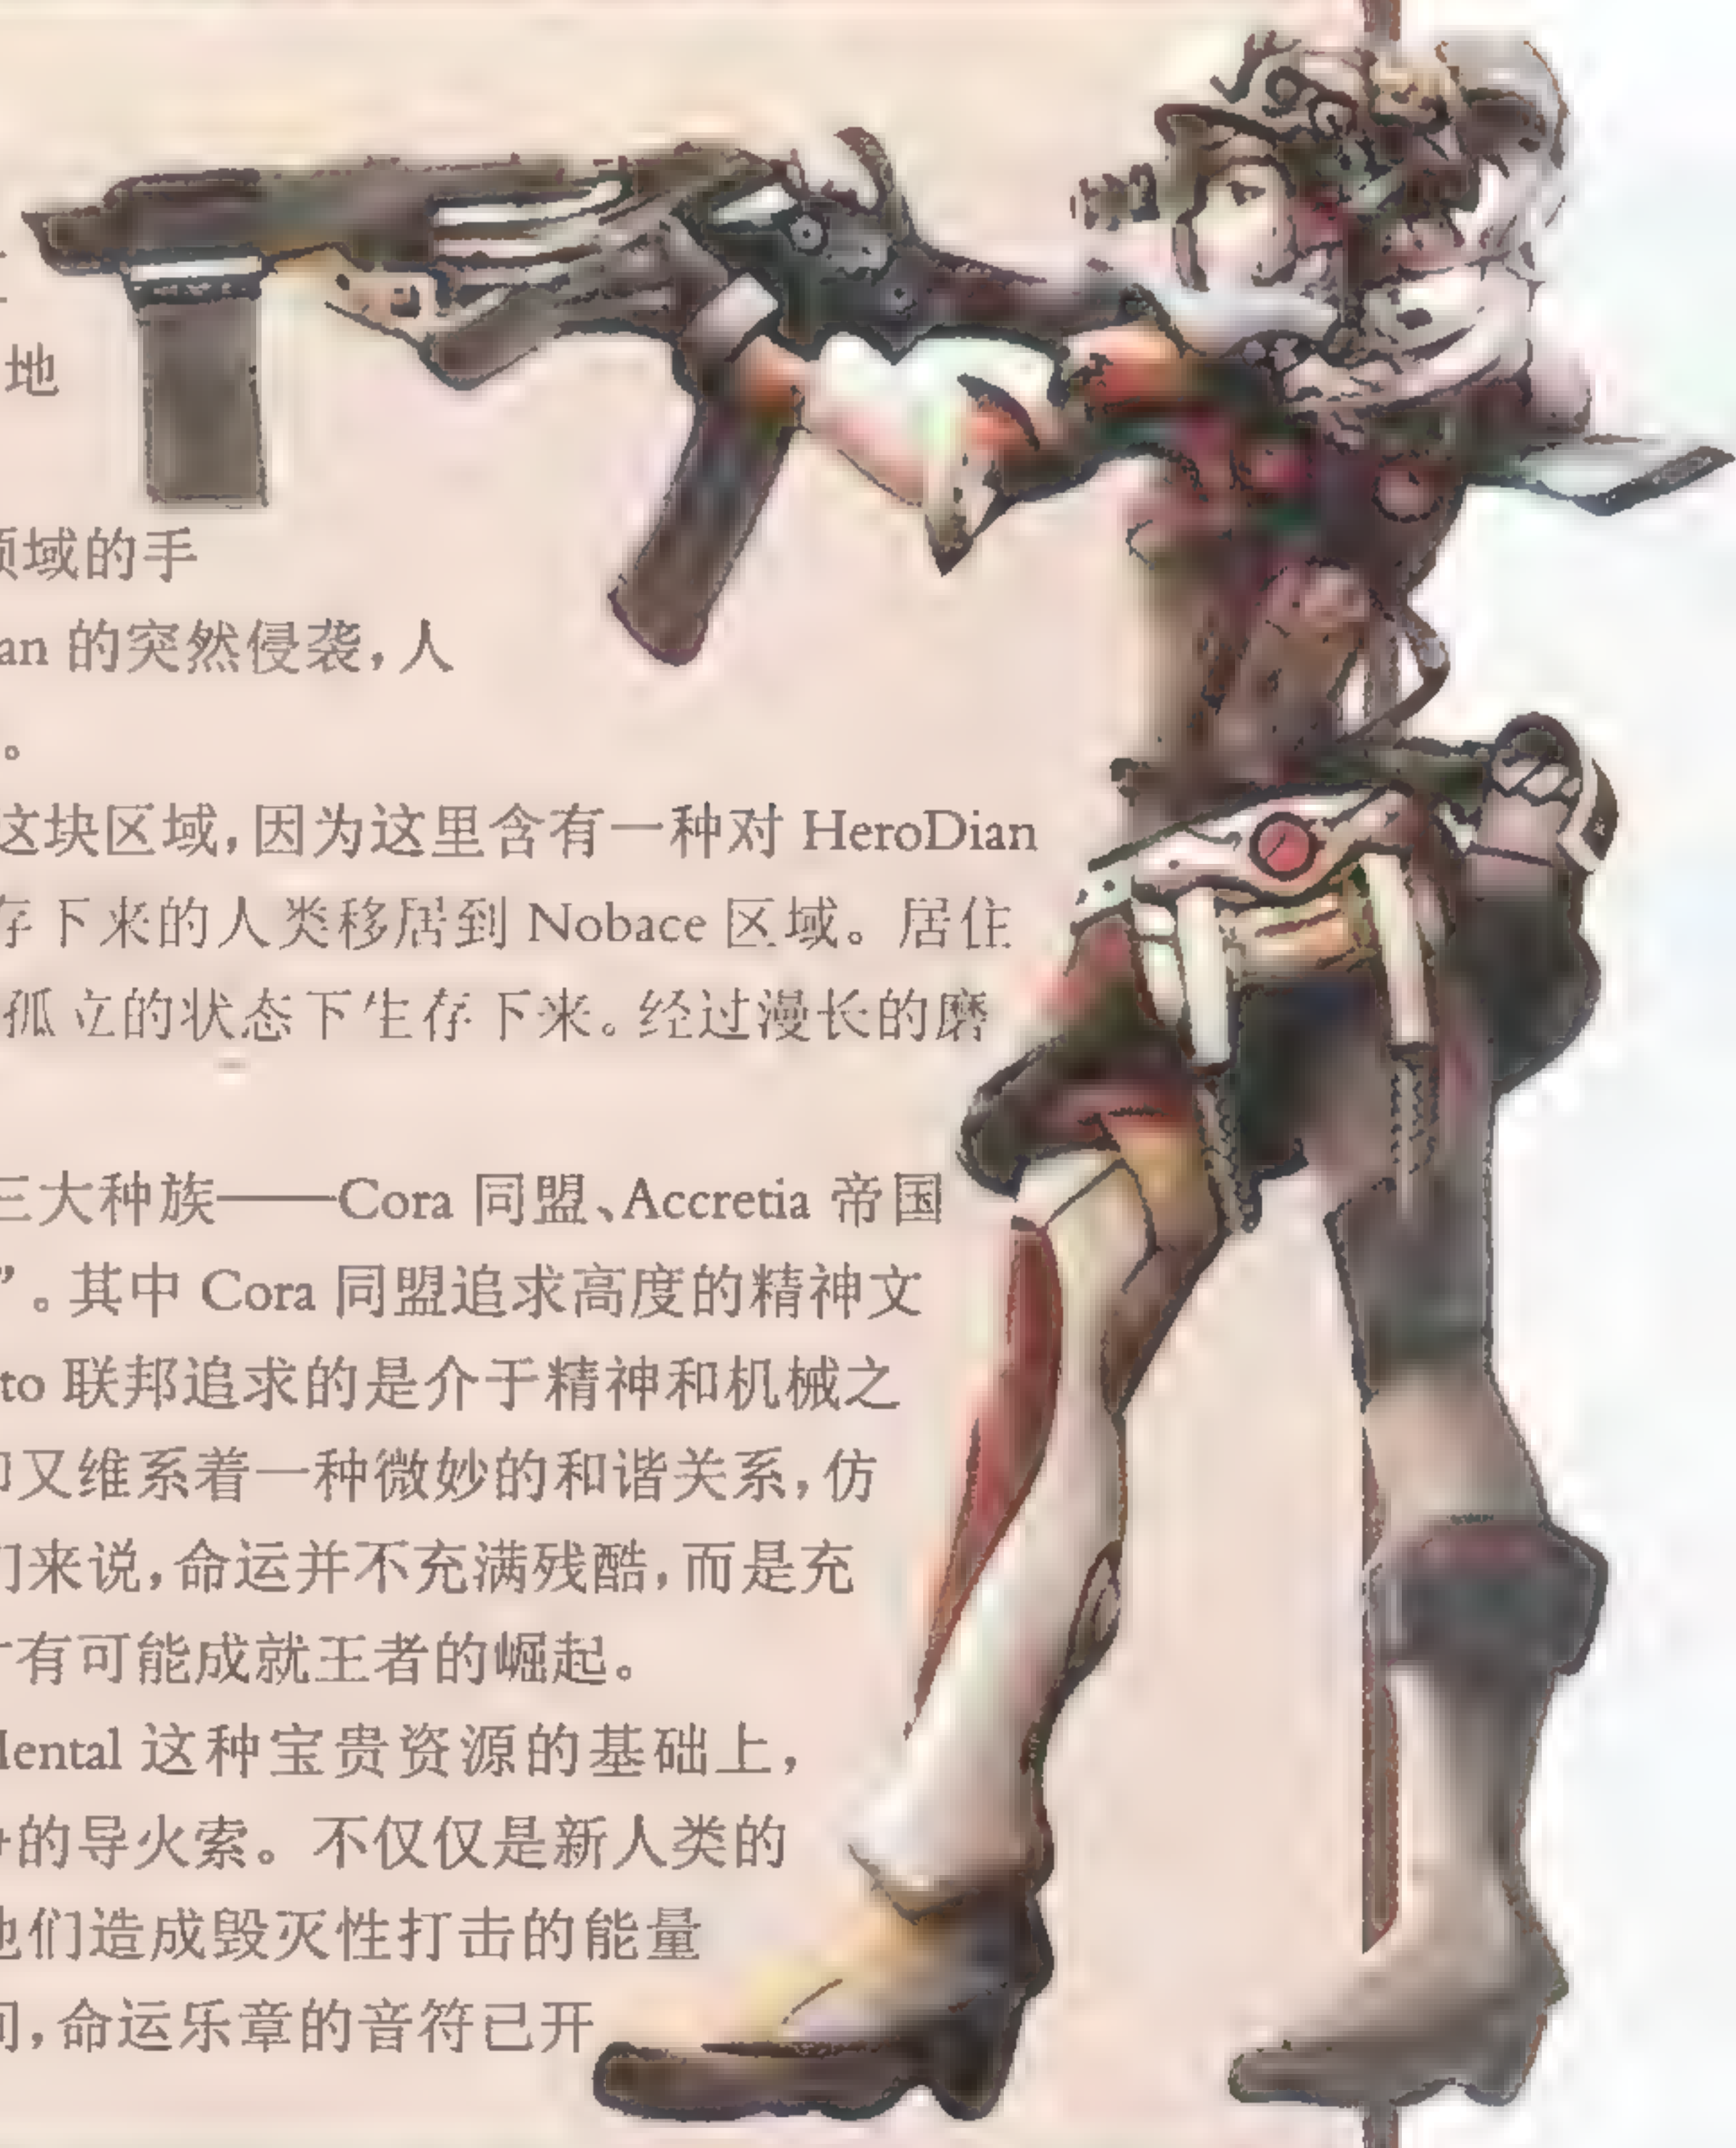 地
域的手
an 的突然侵袭,人
。
这块区域,因为这里含有一种对 HeroDian
存下来的人类移居到 Nobace 区域。居住
孤立的状态下生存下来。经过漫长的磨
三大种族——Cora 同盟、Accretia 帝国
”。其中 Cora 同盟追求高度的精神文
to 联邦追求的是介于精神和机械之
又维系着一种微妙的和谐关系,仿
们来说,命运并不充满残酷,而是充
有可能成就王者的崛起。
ental 这种宝贵资源的基础上,
的导火索。不仅仅是新人类的
他们造成毁灭性打击的能量
,命运乐章的音符已开